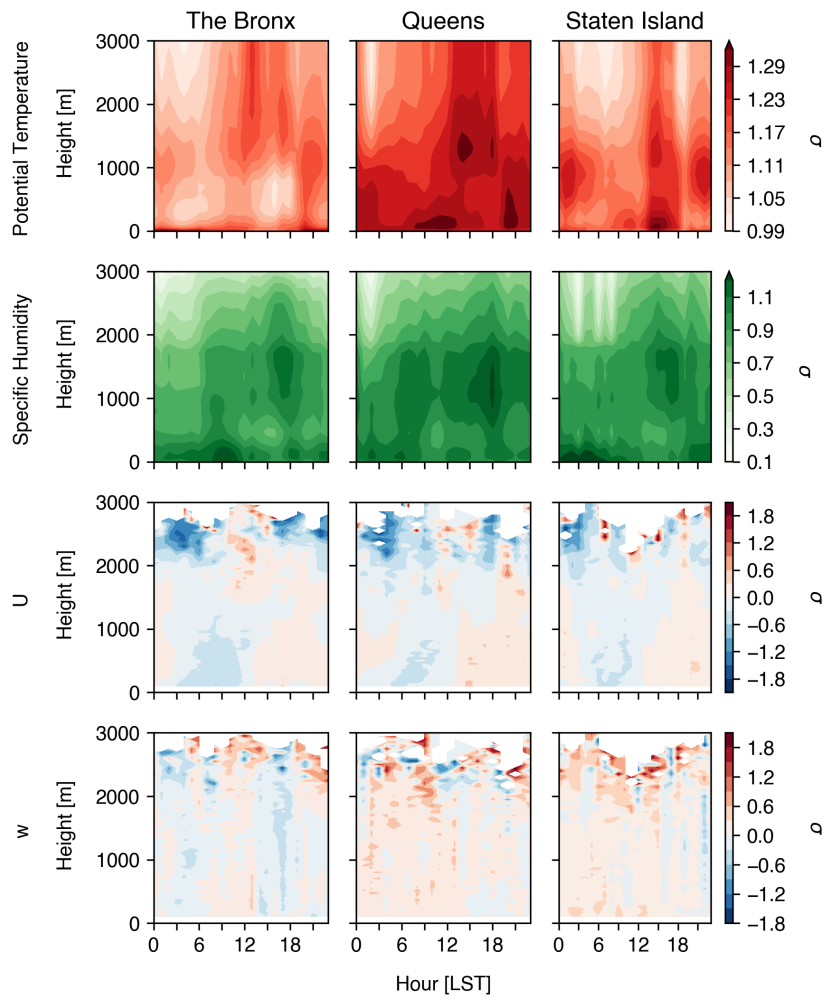 The Bronx Queens Staten Island
Potential Temperature
Height [m]
3000
2000
1000
0
1.29
1.23
1.17
1.11
1.05
0.99
σ
Specific Humidity
Height [m]
3000
2000
1000
0
1.1
0.9
0.7
0.5
0.3
0.1
σ
U
Height [m]
3000
2000
1000
0
1.8
1.2
0.6
0.0
−0.6
−1.2
−1.8
σ
w
Height [m]
3000
2000
1000
0
1.8
1.2
0.6
0.0
−0.6
−1.2
−1.8
σ
0 6 12 18 0 6 12 18 0 6 12 18
Hour [LST]